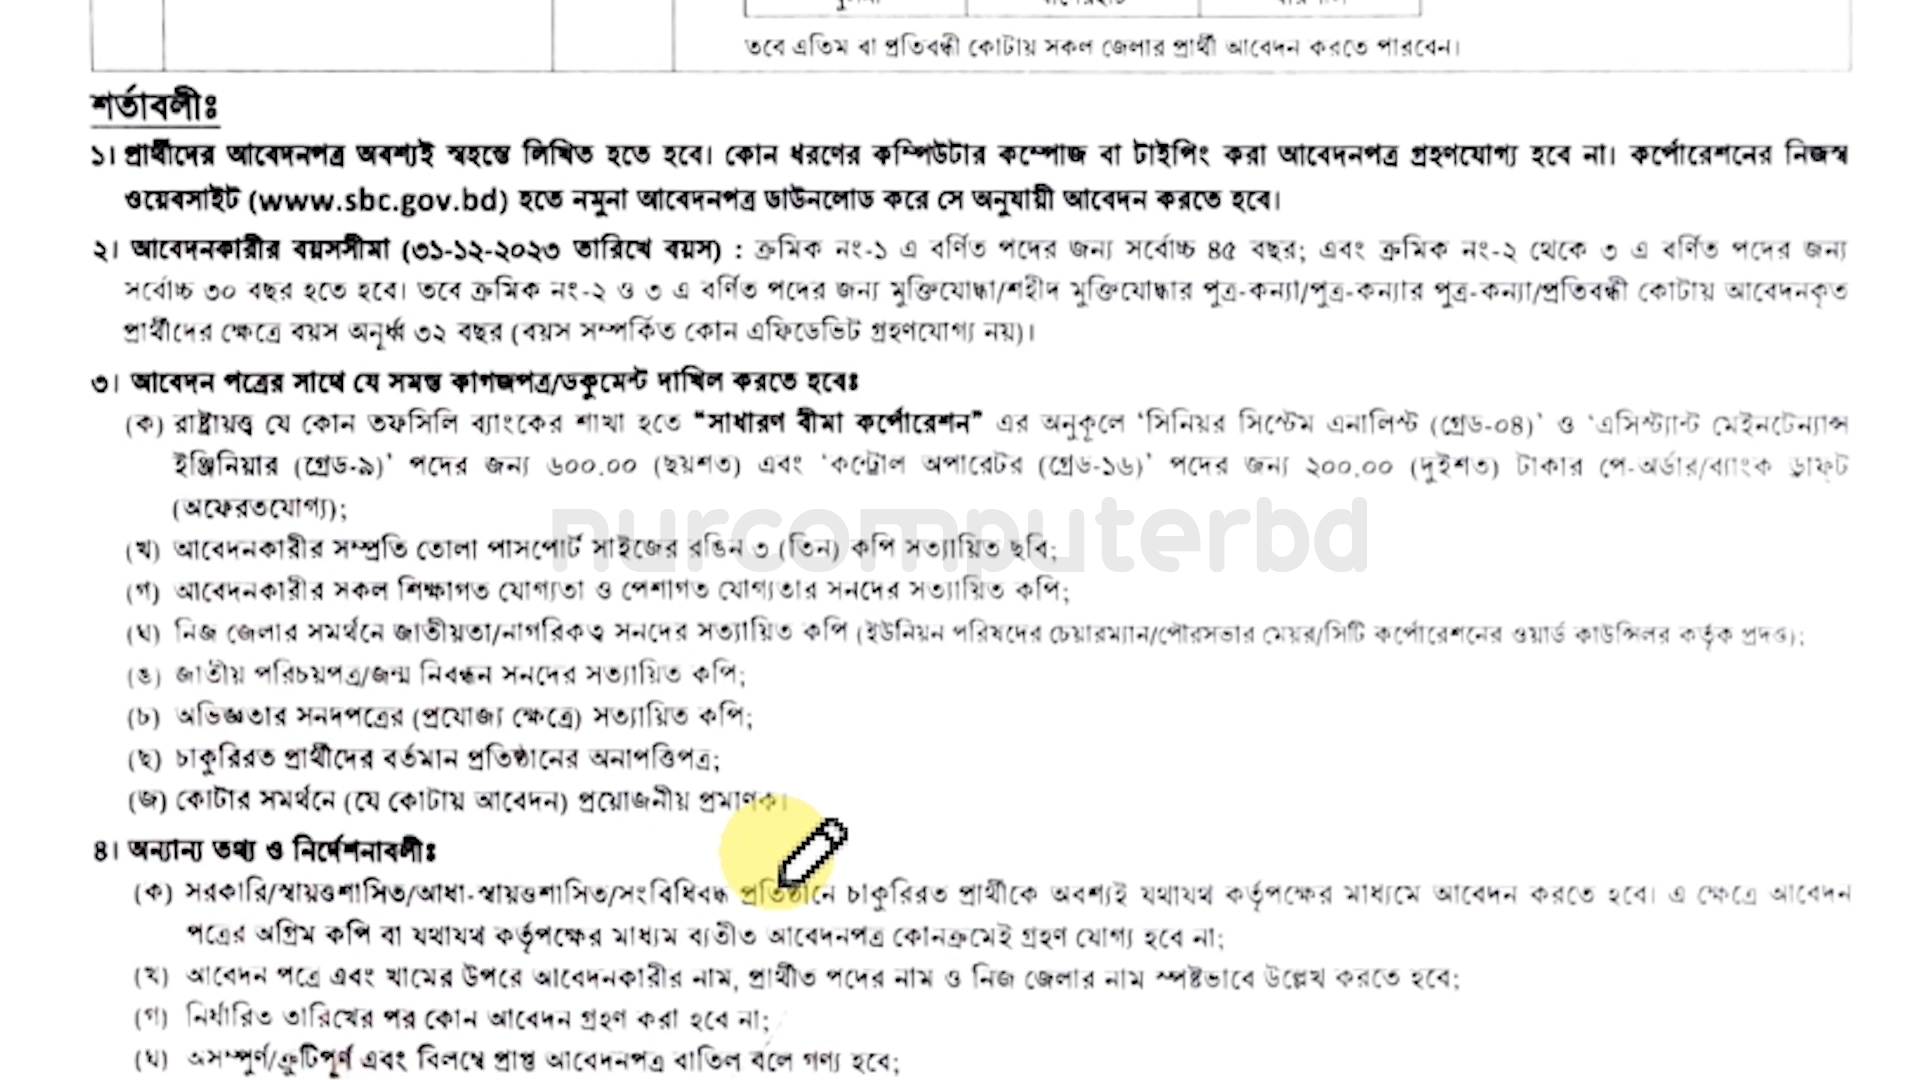 তবে এতিম বা প্রতিবন্ধী কোটায় সকল জেলার প্রার্থী আবেদন করতে পারবেন।
শর্তাবলীঃ
১। প্রার্থীদের আবেদনপত্র অবশ্যই স্বহস্তে লিখিত হতে হবে। কোন ধরণের কম্পিউটার কম্পোজ বা টাইপিং করা আবেদনপত্র গ্রহণযোগ্য হবে না। কর্পোরেশনের নিজস্ব
ওয়েবসাইট (www.sbc.gov.bd) হতে নমুনা আবেদনপত্র ডাউনলোড করে সে অনুযায়ী আবেদন করতে হবে।
২। আবেদনকারীর বয়সসীমা (৩১-১২-২০২৩ তারিখে বয়স) : ক্রমিক নং-১ এ বর্ণিত পদের জন্য সর্বোচ্চ ৪৫ বছর; এবং ক্রমিক নং-২ থেকে ৩ এ বর্ণিত পদের জন্য
সর্বোচ্চ ৩০ বছর হতে হবে। তবে ক্রমিক নং-২ ও ৩ এ বর্ণিত পদের জন্য মুক্তিযোদ্ধা/শহীদ মুক্তিযোদ্ধার পুত্র-কন্যা/পুত্র-কন্যার পুত্র-কন্যা/প্রতিবন্ধী কোটায় আবেদনকৃত
প্রার্থীদের ক্ষেত্রে বয়স অনূর্ধ্ব ৩২ বছর (বয়স সম্পর্কিত কোন এফিডেভিট গ্রহণযোগ্য নয়)।
৩। আবেদন পত্রের সাথে যে সমস্ত কাগজপত্র/ডকুমেন্ট দাখিল করতে হবেঃ
(ক) রাষ্ট্রায়ত্ত্ব যে কোন তফসিলি ব্যাংকের শাখা হতে “সাধারণ বীমা কর্পোরেশন” এর অনুকূলে ‘সিনিয়র সিস্টেম এনালিস্ট (গ্রেড-০৪)’ ও ‘এসিস্ট্যান্ট মেইনটেন্যান্স
ইঞ্জিনিয়ার (গ্রেড-৯)’ পদের জন্য ৬০০.০০ (ছয়শত) এবং ‘কন্ট্রোল অপারেটর (গ্রেড-১৬)’ পদের জন্য ২০০.০০ (দুইশত) টাকার পে-অর্ডার/ব্যাংক ড্রাফ্ট
(অফেরতযোগ্য);
nurcomputerbd
(খ) আবেদনকারীর সম্প্রতি তোলা পাসপোর্ট সাইজের রঙিন ৩ (তিন) কপি সত্যায়িত ছবি;
(গ) আবেদনকারীর সকল শিক্ষাগত যোগ্যতা ও পেশাগত যোগ্যতার সনদের সত্যায়িত কপি;
(ঘ) নিজ জেলার সমর্থনে জাতীয়তা/নাগরিকত্ব সনদের সত্যায়িত কপি (ইউনিয়ন পরিষদের চেয়ারম্যান/পৌরসভার মেয়র/সিটি কর্পোরেশনের ওয়ার্ড কাউন্সিলর কর্তৃক প্রদত্ত);
(ঙ) জাতীয় পরিচয়পত্র/জন্ম নিবন্ধন সনদের সত্যায়িত কপি;
(চ) অভিজ্ঞতার সনদপত্রের (প্রযোজ্য ক্ষেত্রে) সত্যায়িত কপি;
(ছ) চাকুরিরত প্রার্থীদের বর্তমান প্রতিষ্ঠানের অনাপত্তিপত্র;
(জ) কোটার সমর্থনে (যে কোটায় আবেদন) প্রয়োজনীয় প্রমাণক।
৪। অন্যান্য তথ্য ও নির্দেশনাবলীঃ
(ক) সরকারি/স্বায়ত্তশাসিত/আধা-স্বায়ত্তশাসিত/সংবিধিবদ্ধ প্রতিষ্ঠানে চাকুরিরত প্রার্থীকে অবশ্যই যথাযথ কর্তৃপক্ষের মাধ্যমে আবেদন করতে হবে। এ ক্ষেত্রে আবেদন
পত্রের অগ্রিম কপি বা যথাযথ কর্তৃপক্ষের মাধ্যম ব্যতীত আবেদনপত্র কোনক্রমেই গ্রহণ যোগ্য হবে না;
(খ) আবেদন পত্রে এবং খামের উপরে আবেদনকারীর নাম, প্রার্থীত পদের নাম ও নিজ জেলার নাম স্পষ্টভাবে উল্লেখ করতে হবে;
(গ) নির্ধারিত তারিখের পর কোন আবেদন গ্রহণ করা হবে না;
(ঘ) অসম্পূর্ণ/ত্রুটিপূর্ণ এবং বিলম্বে প্রাপ্ত আবেদনপত্র বাতিল বলে গণ্য হবে;